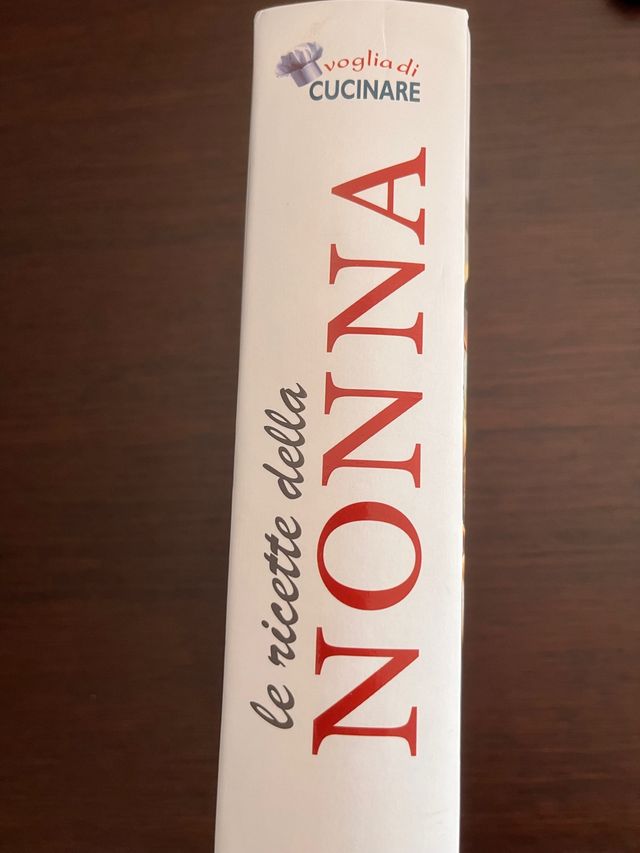 voglia di
CUCINARE
le ricette della
NONNA